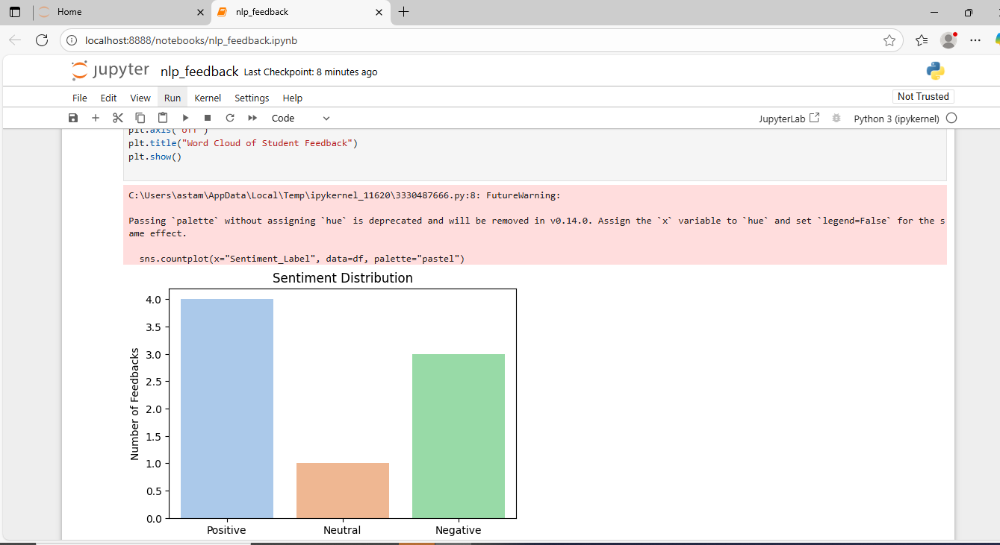 Home
nlp_feedback
localhost:8888/notebooks/nlp_feedback.ipynb
jupyter nlp_feedback Last Checkpoint: 8 minutes ago
File Edit View Run Kernel Settings Help
Not Trusted
Code
JupyterLab
Python 3 (ipykernel)
plt.axis('off')
plt.title("Word Cloud of Student Feedback")
plt.show()
C:\Users\astam\AppData\Local\Temp\ipykernel_11620\3330487666.py:8: FutureWarning:
Passing `palette` without assigning `hue` is deprecated and will be removed in v0.14.0. Assign the `x` variable to `hue` and set `legend=False` for the s
ame effect.
sns.countplot(x="Sentiment_Label", data=df, palette="pastel")
Sentiment Distribution
Number of Feedbacks
4.0
3.5
3.0
2.5
2.0
1.5
1.0
0.5
0.0
Positive Neutral Negative